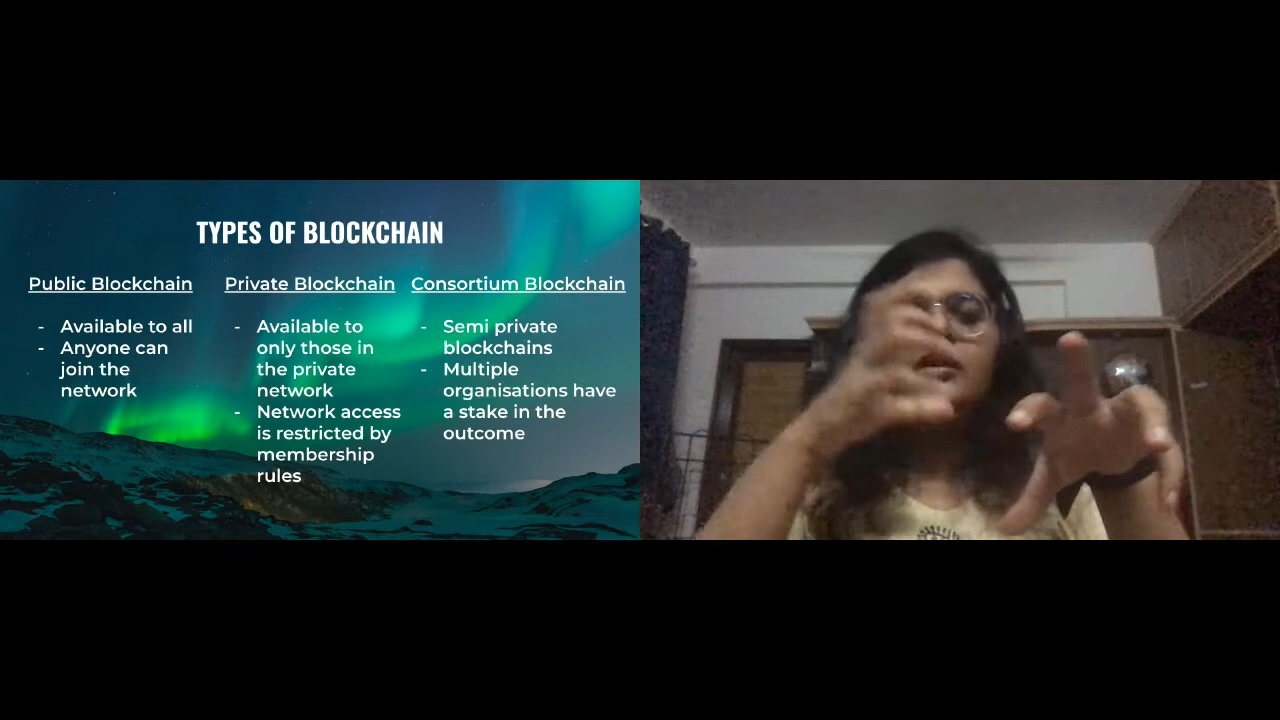 TYPES OF BLOCKCHAIN
Public Blockchain
- Available to all
- Anyone can
join the
network
Private Blockchain
- Available to
only those in
the private
network
- Network access
is restricted by
membership
rules
Consortium Blockchain
- Semi private
blockchains
- Multiple
organisations have
a stake in the
outcome